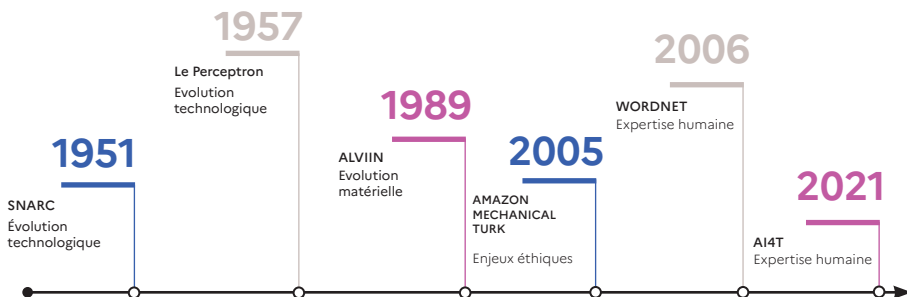 1951
SNARC
Évolution
technologique
1957
Le Perceptron
Evolution
technologique
1989
ALVIIN
Evolution
matérielle
2005
AMAZON
MECHANICAL
TURK
Enjeux éthiques
2006
WORDNET
Expertise humaine
2021
AI4T
Expertise humaine